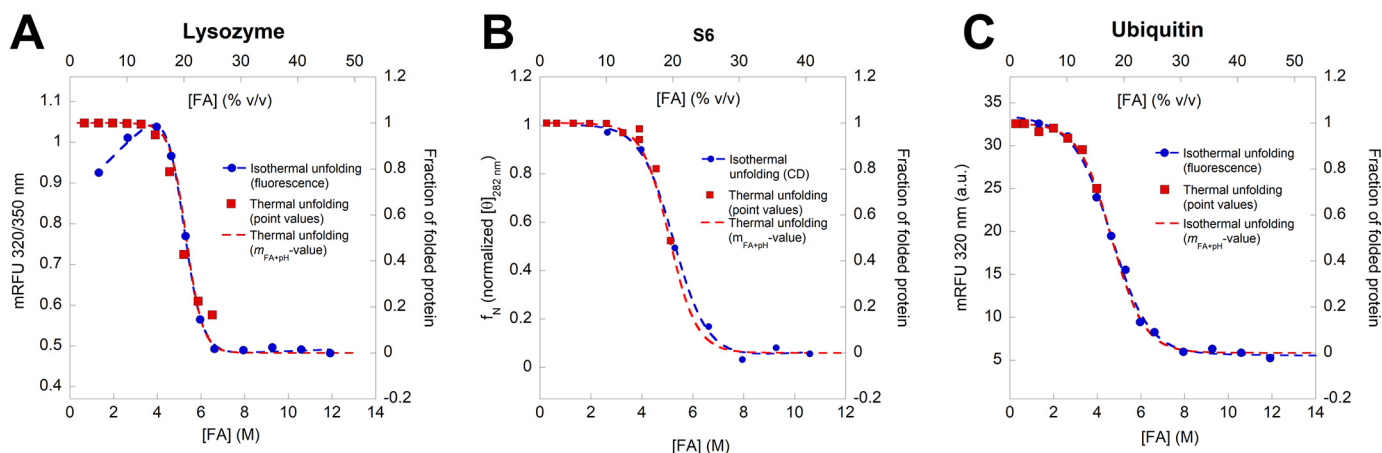 A
Lysozyme
0 10 20 30 40 50
[FA] (% v/v)
1.1
1
0.9
0.8
0.7
0.6
0.5
0.4
mRFU 320/350 nm
1.2
1
0.8
0.6
0.4
0.2
0
-0.2
Fraction of folded protein
Isothermal unfolding
(fluorescence)
Thermal unfolding
(point values)
Thermal unfolding
(mFA+pH-value)
0 2 4 6 8 10 12 14
[FA] (M)
B
S6
0 10 20 30 40
[FA] (% v/v)
1.2
1
0.8
0.6
0.4
0.2
0
fN (normalized [θ]282 nm)
1.2
1
0.8
0.6
0.4
0.2
0
-0.2
Fraction of folded protein
Isothermal
unfolding (CD)
Thermal unfolding
(point values)
Thermal unfolding
(mFA+pH-value)
0 2 4 6 8 10 12
[FA] (M)
C
Ubiquitin
0 10 20 30 40 50
[FA] (% v/v)
35
30
25
20
15
10
5
mRFU 320 nm (a.u.)
1.2
1
0.8
0.6
0.4
0.2
0
-0.2
Fraction of folded protein
Isothermal unfolding
(fluorescence)
Thermal unfolding
(point values)
Isothermal unfolding
(mFA+pH-value)
0 2 4 6 8 10 12 14
[FA] (M)